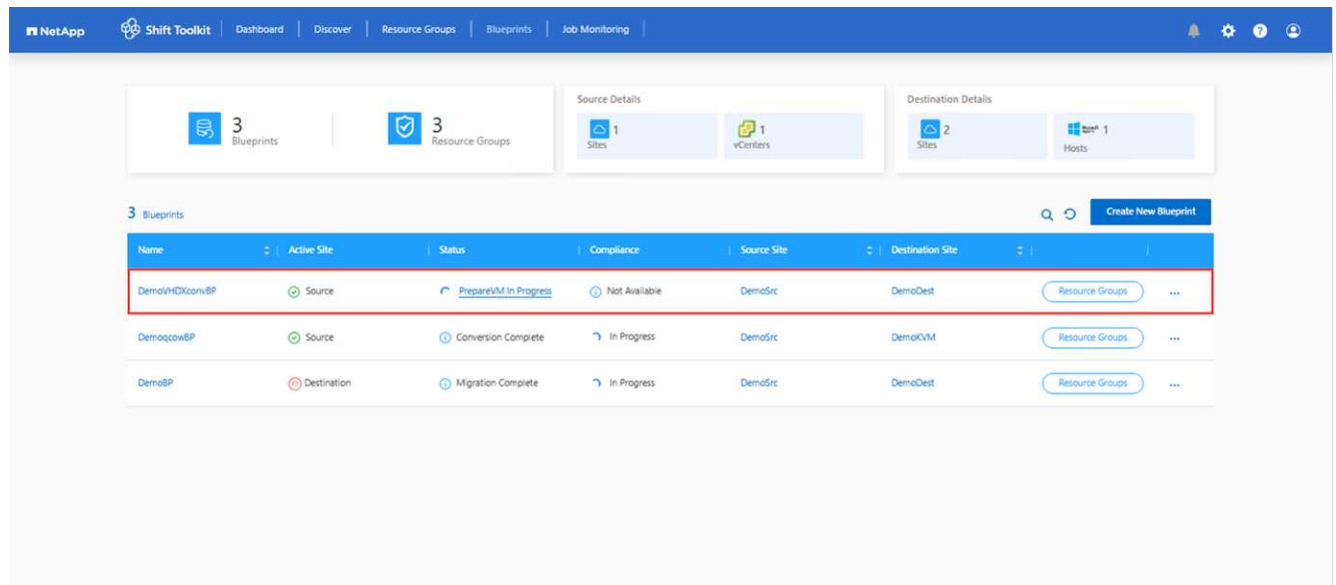 NetApp Shift Toolkit Dashboard Discover Resource Groups Blueprints Job Monitoring
3
Blueprints
3
Resource Groups
Source Details
1
Sites
1
vCenters
Destination Details
2
Sites
1
Hosts
3 Blueprints
Create New Blueprint
Name Active Site Status Compliance Source Site Destination Site
DemoVHDXconvBP Source PrepareVM In Progress Not Available DemoSrc DemoDest Resource Groups ...
DemoqcowBP Source Conversion Complete In Progress DemoSrc DemoKVM Resource Groups ...
DemoBP Destination Migration Complete In Progress DemoSrc DemoDest Resource Groups ...